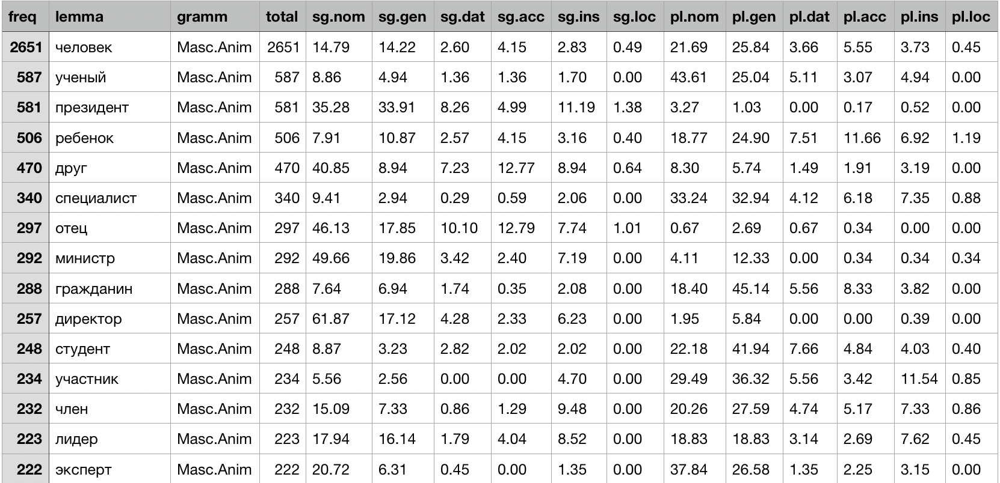 freq lemma gramm total sg.nom sg.gen sg.dat sg.acc sg.ins sg.loc pl.nom pl.gen pl.dat pl.acc pl.ins pl.loc
2651 человек Masc.Anim 2651 14.79 14.22 2.60 4.15 2.83 0.49 21.69 25.84 3.66 5.55 3.73 0.45
587 ученый Masc.Anim 587 8.86 4.94 1.36 1.36 1.70 0.00 43.61 25.04 5.11 3.07 4.94 0.00
581 президент Masc.Anim 581 35.28 33.91 8.26 4.99 11.19 1.38 3.27 1.03 0.00 0.17 0.52 0.00
506 ребенок Masc.Anim 506 7.91 10.87 2.57 4.15 3.16 0.40 18.77 24.90 7.51 11.66 6.92 1.19
470 друг Masc.Anim 470 40.85 8.94 7.23 12.77 8.94 0.64 8.30 5.74 1.49 1.91 3.19 0.00
340 специалист Masc.Anim 340 9.41 2.94 0.29 0.59 2.06 0.00 33.24 32.94 4.12 6.18 7.35 0.88
297 отец Masc.Anim 297 46.13 17.85 10.10 12.79 7.74 1.01 0.67 2.69 0.67 0.34 0.00 0.00
292 министр Masc.Anim 292 49.66 19.86 3.42 2.40 7.19 0.00 4.11 12.33 0.00 0.34 0.34 0.34
288 гражданин Masc.Anim 288 7.64 6.94 1.74 0.35 2.08 0.00 18.40 45.14 5.56 8.33 3.82 0.00
257 директор Masc.Anim 257 61.87 17.12 4.28 2.33 6.23 0.00 1.95 5.84 0.00 0.00 0.39 0.00
248 студент Masc.Anim 248 8.87 3.23 2.82 2.02 2.02 0.00 22.18 41.94 7.66 4.84 4.03 0.40
234 участник Masc.Anim 234 5.56 2.56 0.00 0.00 4.70 0.00 29.49 36.32 5.56 3.42 11.54 0.85
232 член Masc.Anim 232 15.09 7.33 0.86 1.29 9.48 0.00 20.26 27.59 4.74 5.17 7.33 0.86
223 лидер Masc.Anim 223 17.94 16.14 1.79 4.04 8.52 0.00 18.83 18.83 3.14 2.69 7.62 0.45
222 эксперт Masc.Anim 222 20.72 6.31 0.45 0.00 1.35 0.00 37.84 26.58 1.35 2.25 3.15 0.00